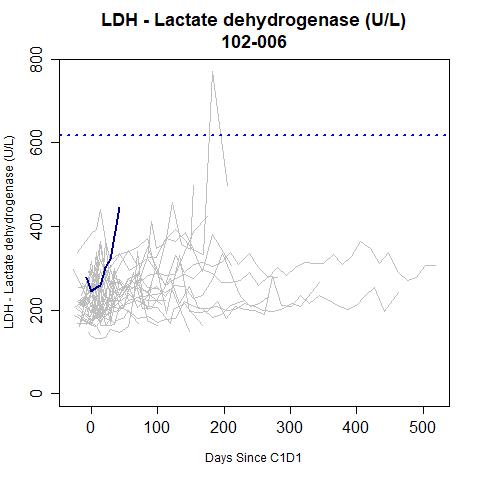 LDH - Lactate dehydrogenase (U/L)
102-006
LDH - Lactate dehydrogenase (U/L)
800
600
400
200
0
0 100 200 300 400 500
Days Since C1D1